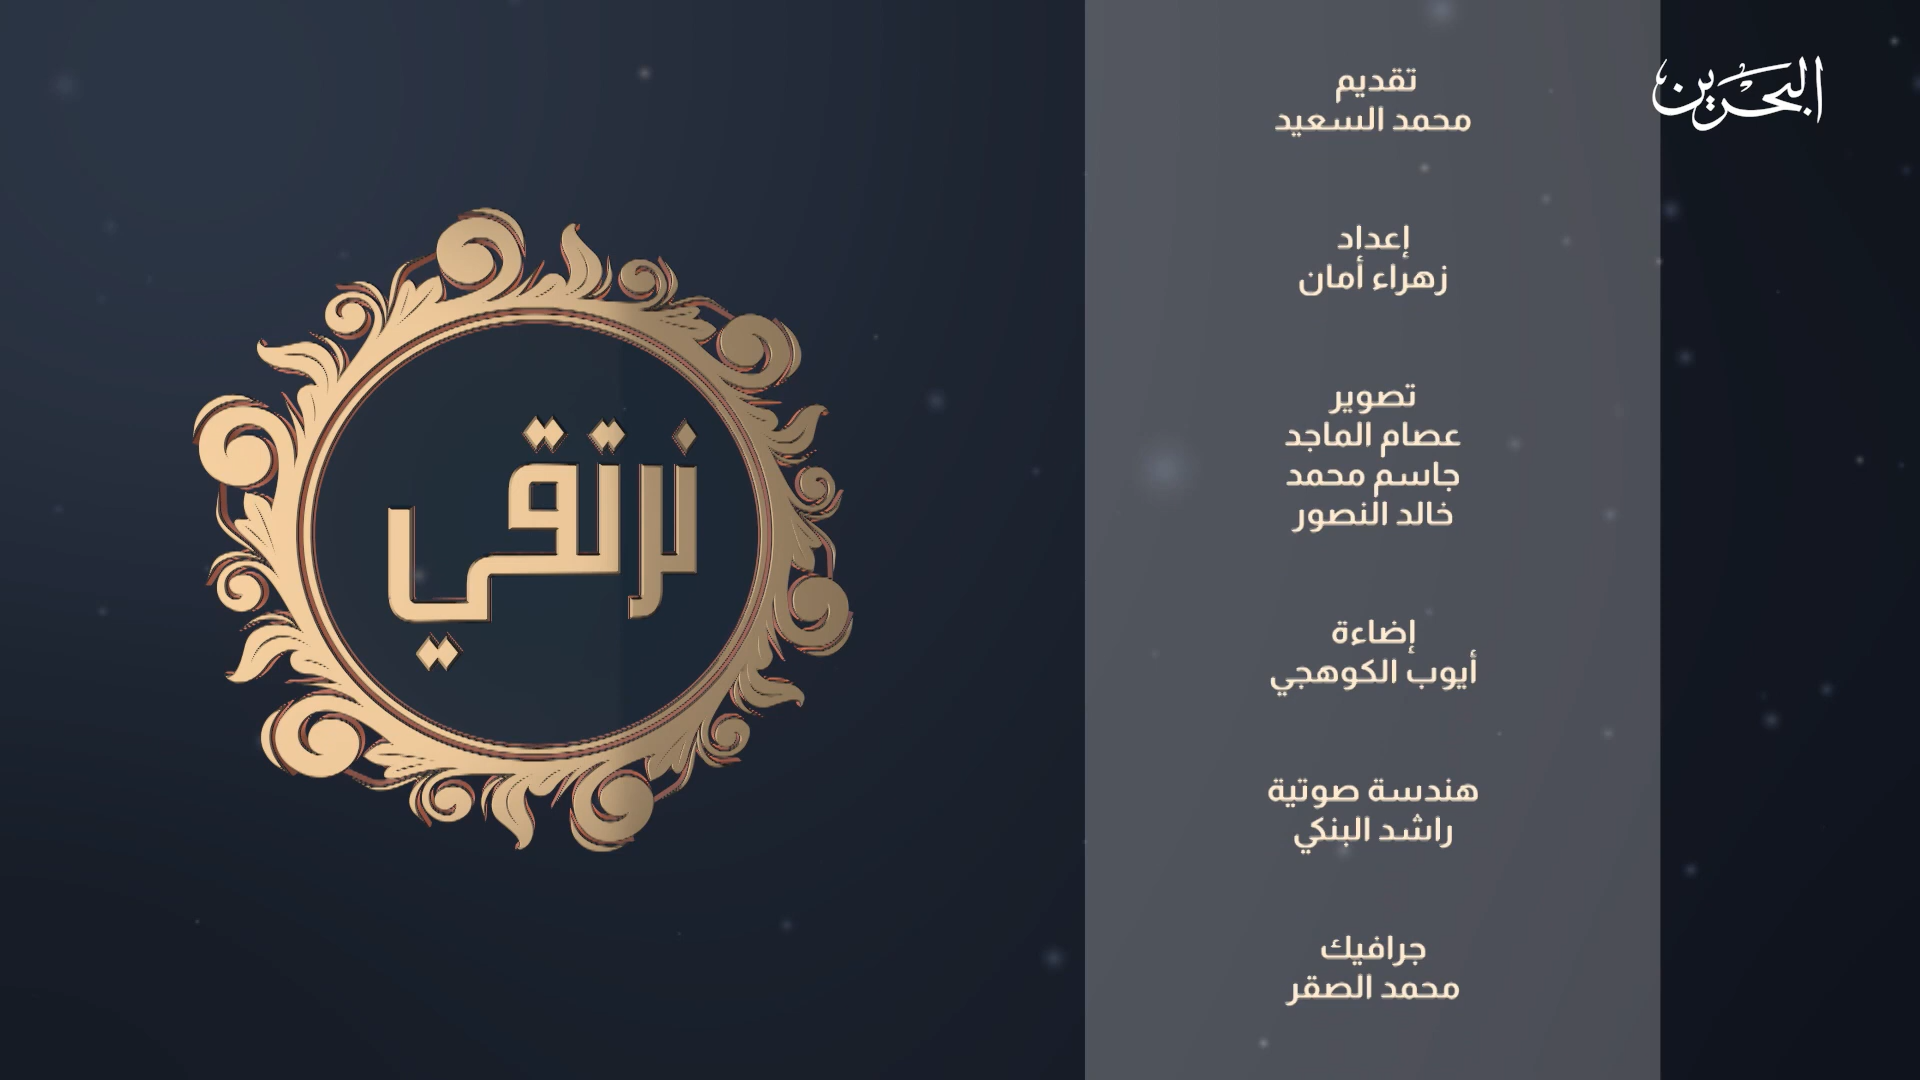 البحرين
نرتقي
تقديم
محمد السعيد
إعداد
زهراء أمان
تصوير
عصام الماجد
جاسم محمد
خالد النصور
إضاءة
أيوب الكوهجي
هندسة صوتية
راشد البنكي
جرافيك
محمد الصقر